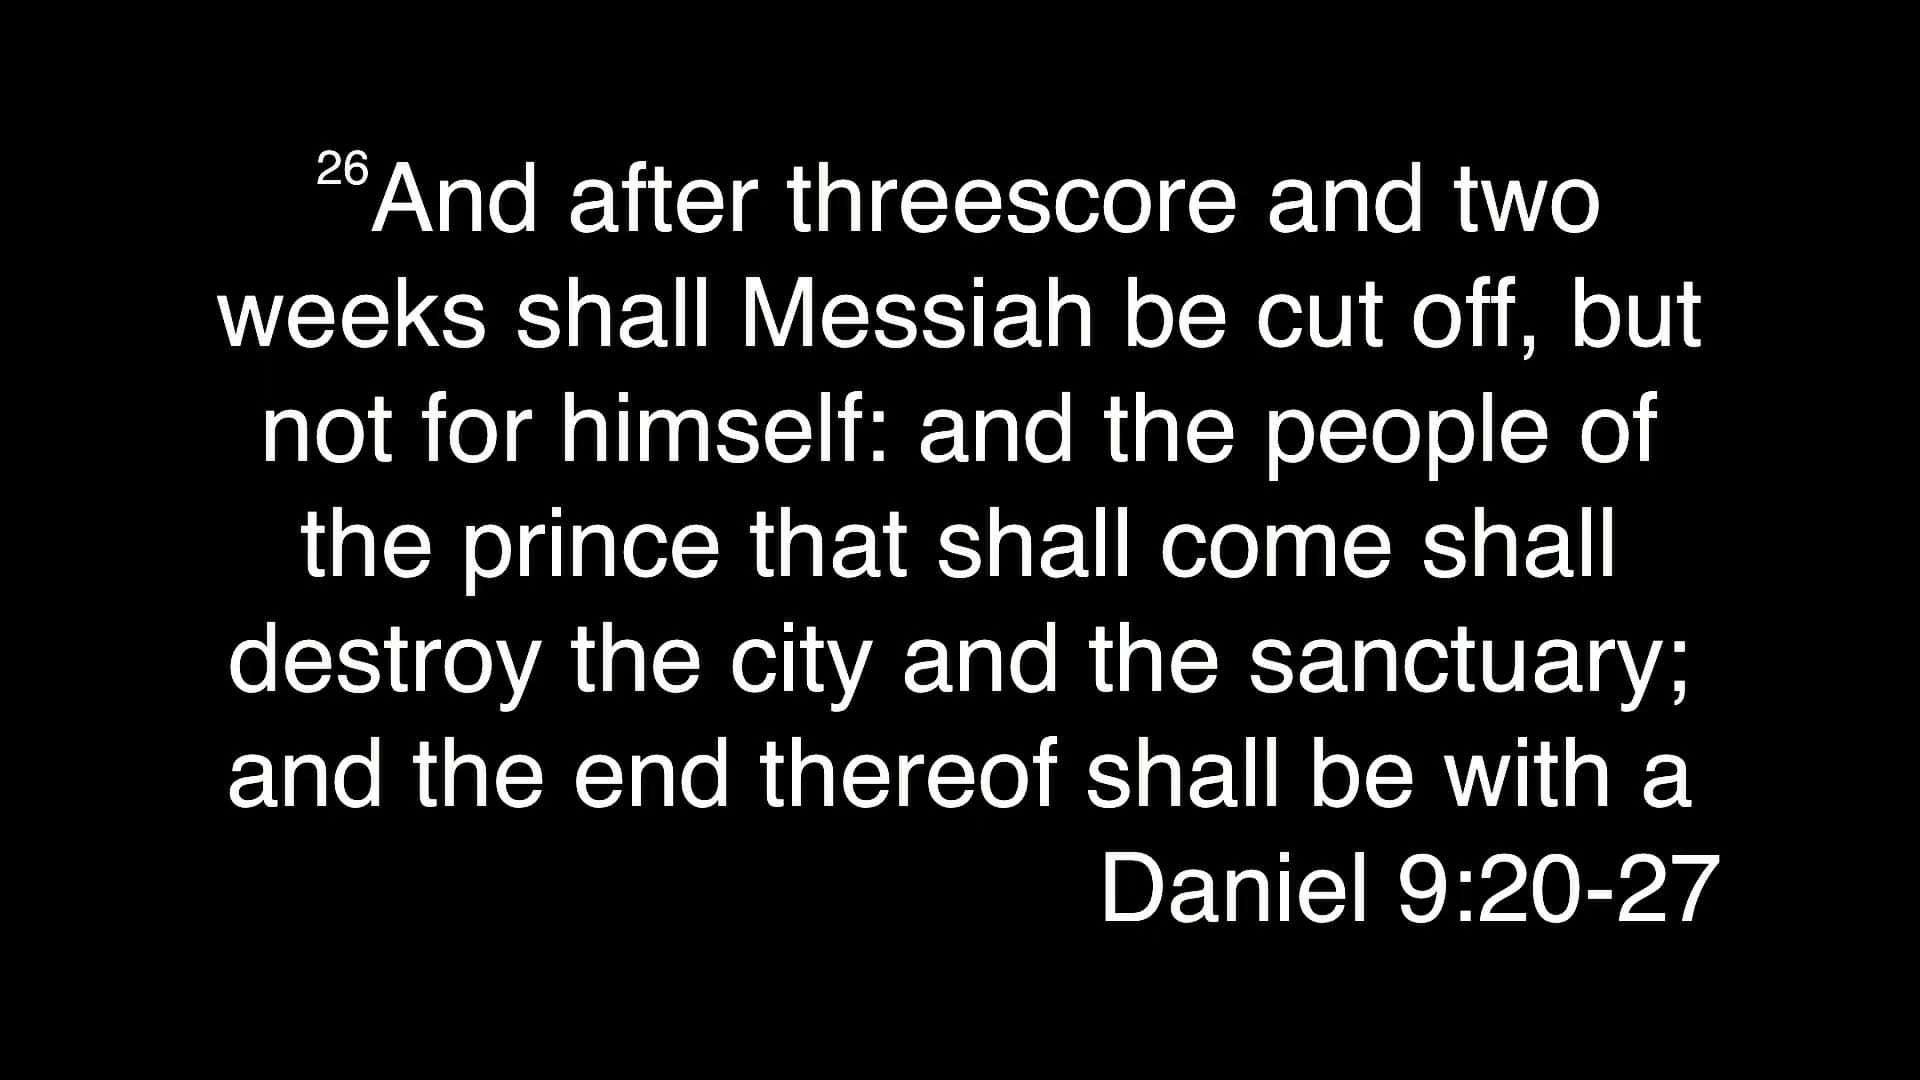 26And after threescore and two
weeks shall Messiah be cut off, but
not for himself: and the people of
the prince that shall come shall
destroy the city and the sanctuary;
and the end thereof shall be with a
Daniel 9:20-27